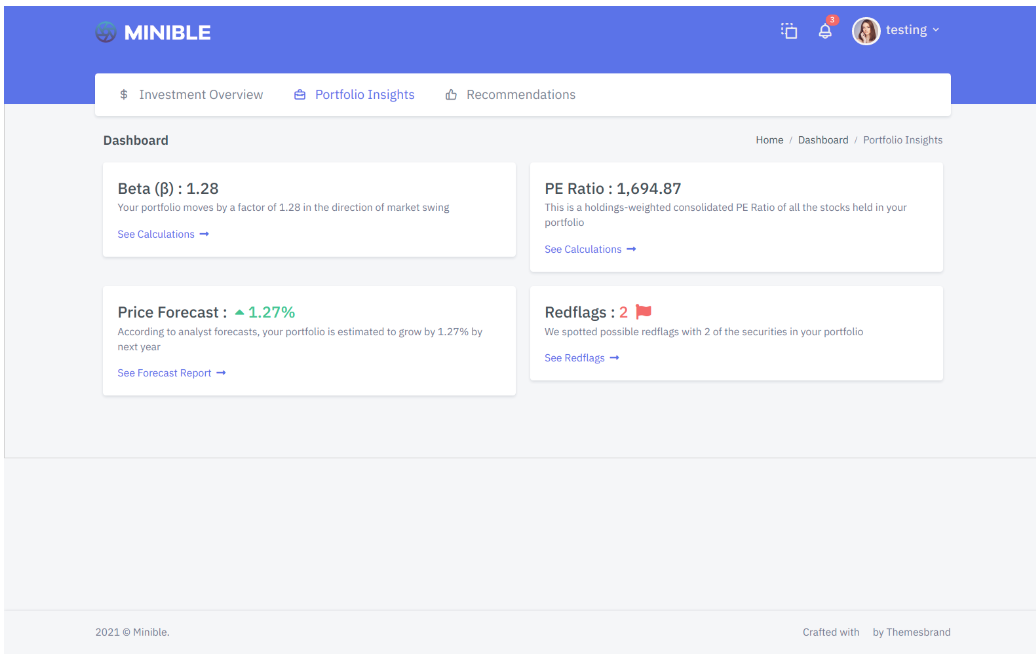 MINIBLE
3
testing
$ Investment Overview
Portfolio Insights
Recommendations
Dashboard
Home / Dashboard / Portfolio Insights
Beta (β) : 1.28
Your portfolio moves by a factor of 1.28 in the direction of market swing
See Calculations →
PE Ratio : 1,694.87
This is a holdings-weighted consolidated PE Ratio of all the stocks held in your
portfolio
See Calculations →
Price Forecast : 1.27%
According to analyst forecasts, your portfolio is estimated to grow by 1.27% by
next year
See Forecast Report →
Redflags : 2
We spotted possible redflags with 2 of the securities in your portfolio
See Redflags →
2021 © Minible.
Crafted with by Themesbrand